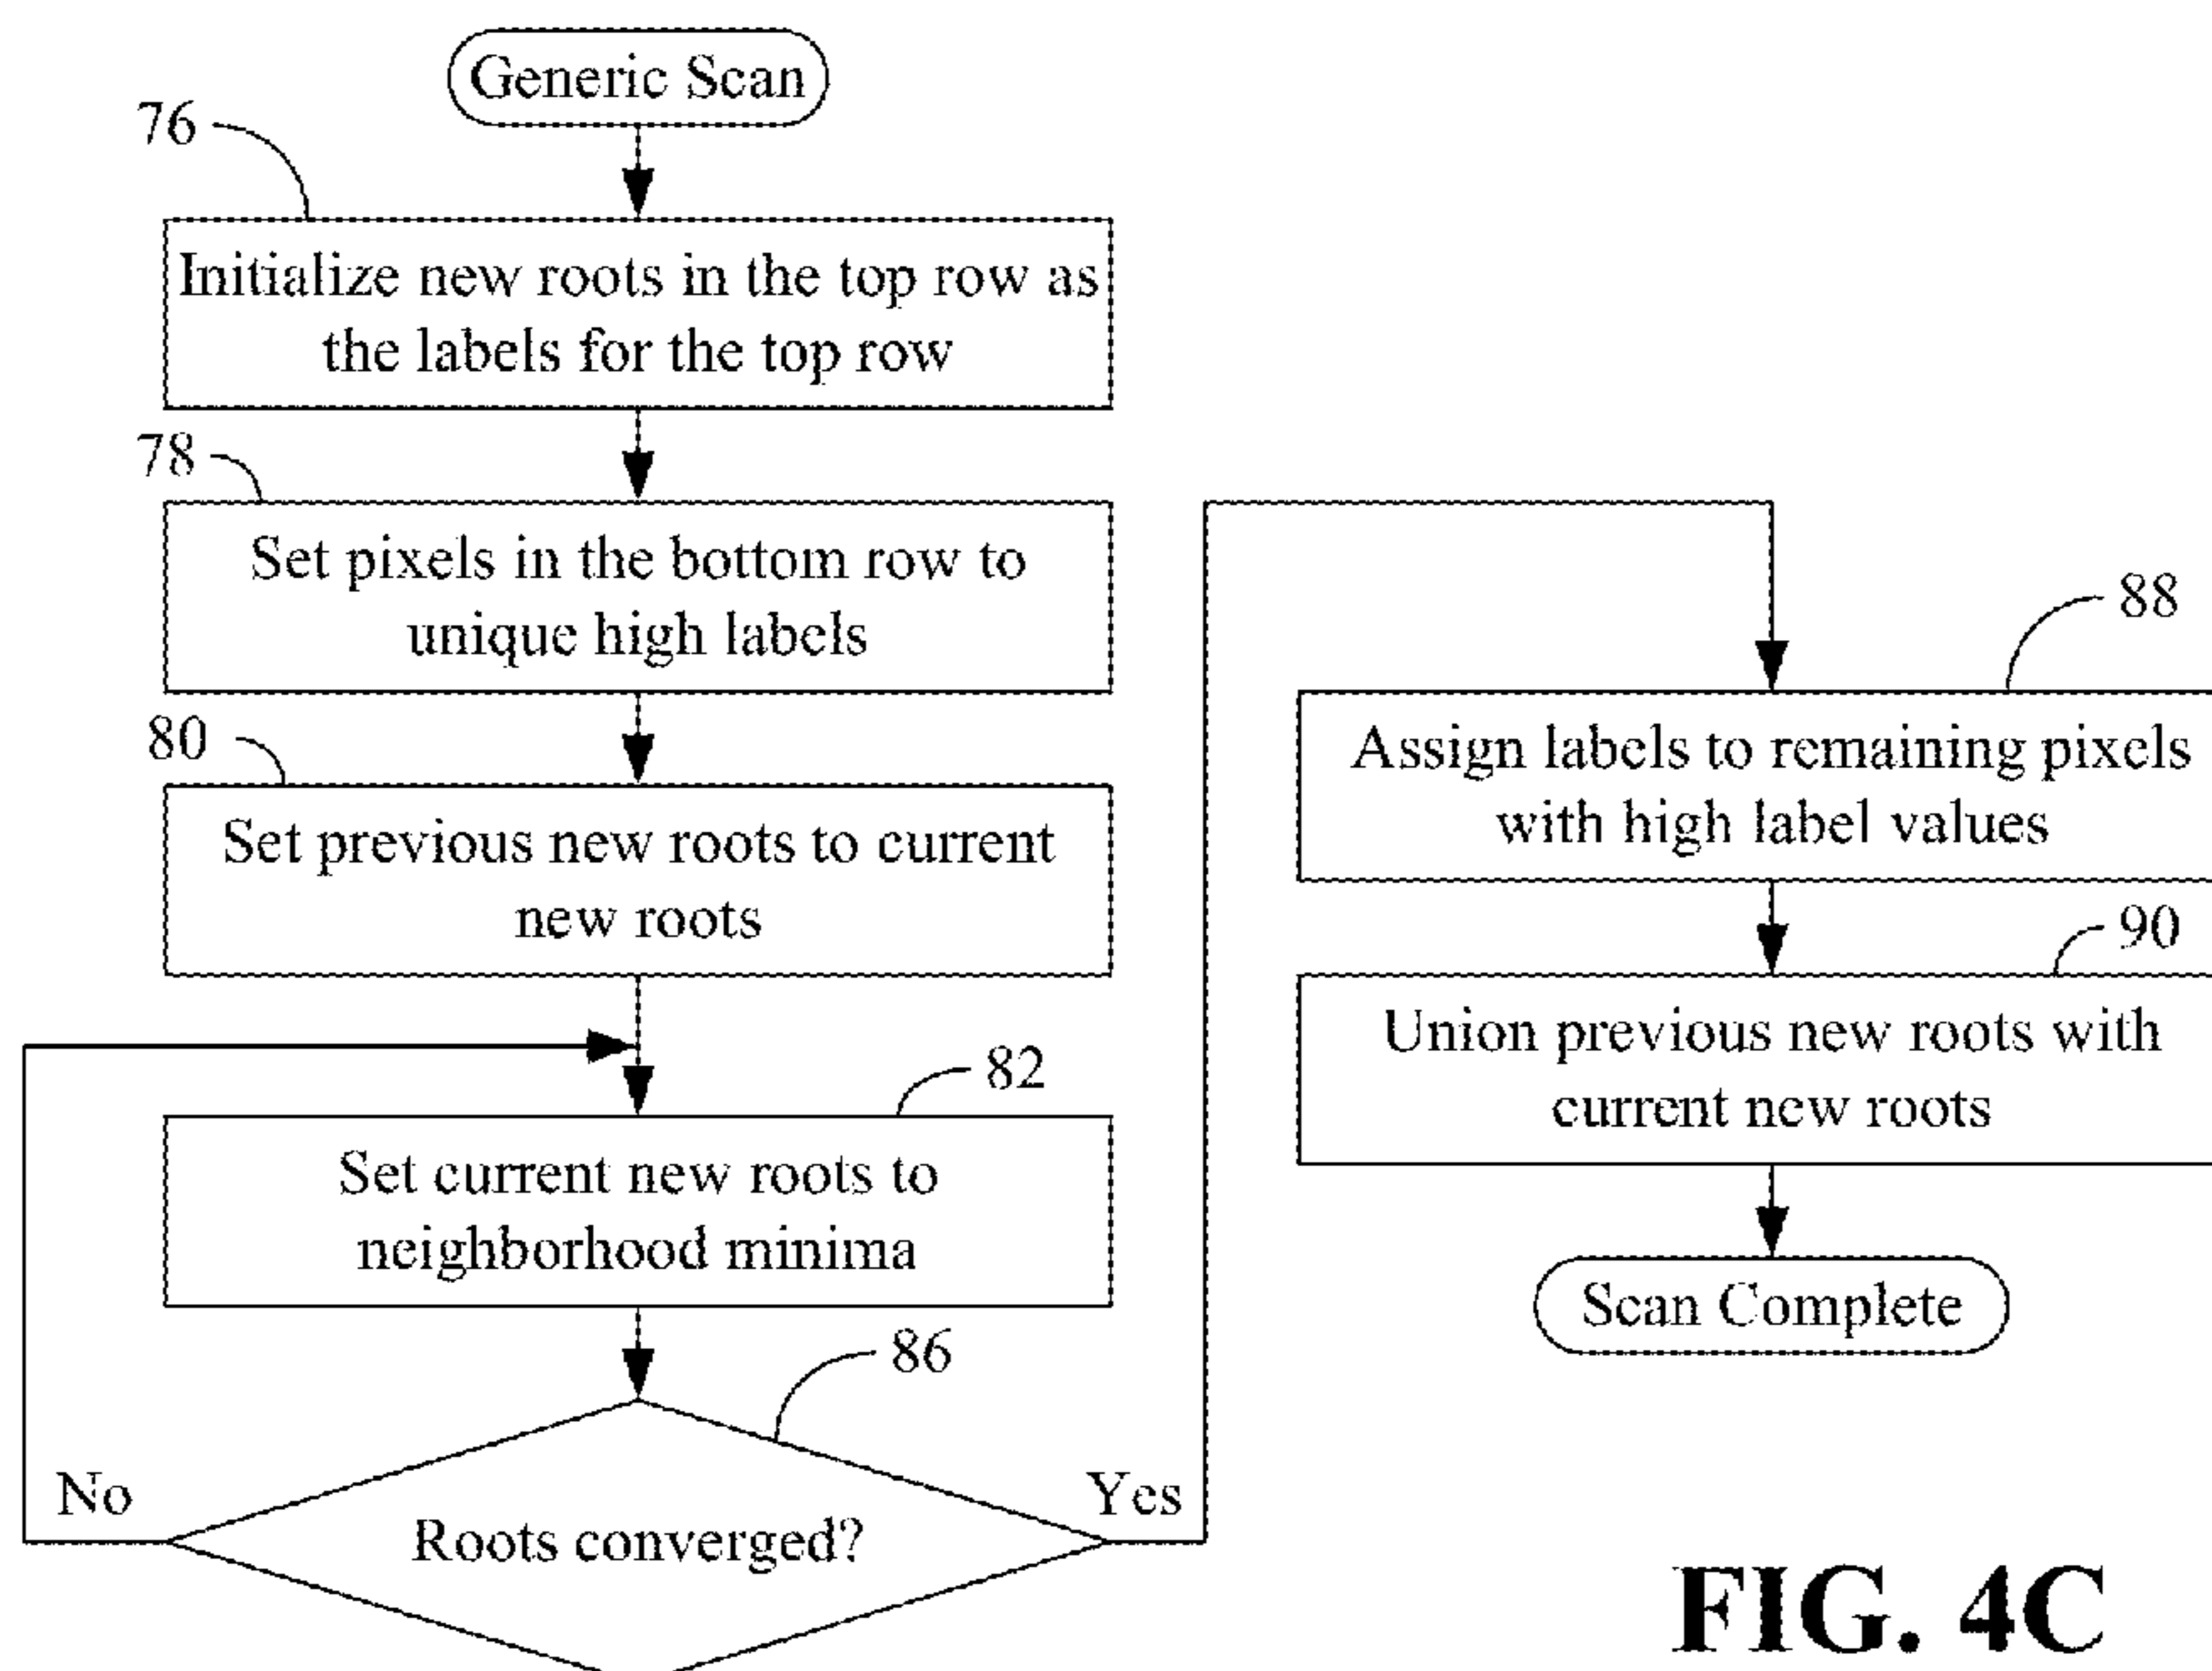 Generic Scan
76
Initialize new roots in the top row as
the labels for the top row
78
Set pixels in the bottom row to
unique high labels
80
Set previous new roots to current
new roots
82
Set current new roots to
neighborhood minima
86
No
Roots converged?
Yes
88
Assign labels to remaining pixels
with high label values
90
Union previous new roots with
current new roots
Scan Complete
FIG. 4C